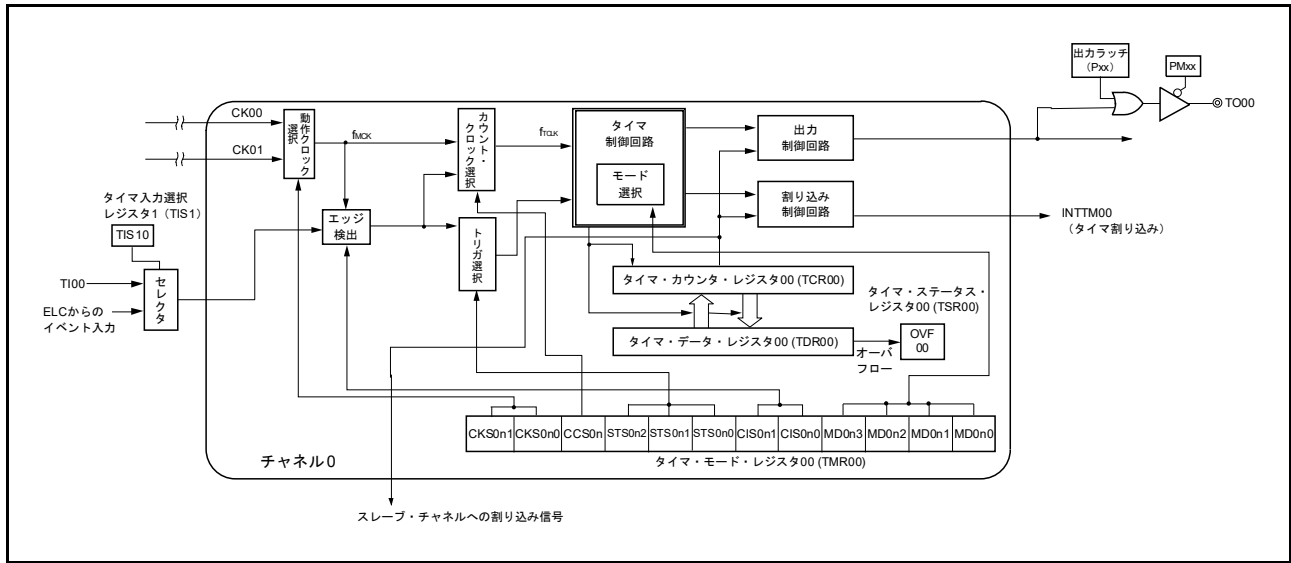 出力ラッチ
（Pxx）
PMxx
TO00
CK00
CK01
動作クロック
選択
fMCK
カウント・
クロック選択
fTCLK
タイマ
制御回路
モード
選択
出力
制御回路
割り込み
制御回路
INTTM00
（タイマ割り込み）
タイマ入力選択
レジスタ1（TIS1）
TIS10
エッジ
検出
トリガ選択
TI00
ELCからの
イベント入力
セレクタ
タイマ・カウンタ・レジスタ00 (TCR00)
タイマ・ステータス・
レジスタ00 (TSR00)
タイマ・データ・レジスタ00 (TDR00)
オーバ
フロー
OVF
00
CKS0n1 CKS0n0 CCS0n STS0n2 STS0n1 STS0n0 CIS0n1 CIS0n0 MD0n3 MD0n2 MD0n1 MD0n0
チャネル0
タイマ・モード・レジスタ00 (TMR00)
スレーブ・チャネルへの割り込み信号